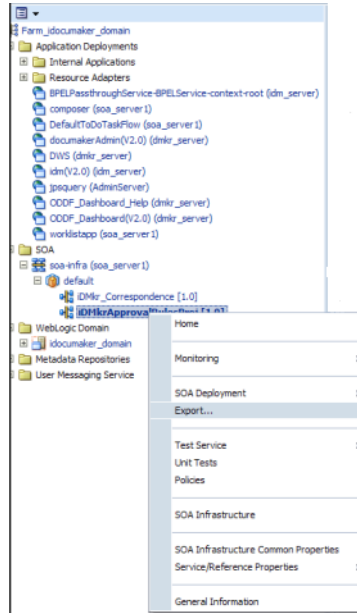 Farm_idocumaker_domain
Application Deployments
Internal Applications
Resource Adapters
BPELPassthroughService-BPELService-context-root (idm_server)
composer (soa_server1)
DefaultToDoTaskFlow (soa_server1)
documakerAdmin(V2.0) (dmkr_server)
DWS (dmkr_server)
idm(V2.0) (idm_server)
jpsquery (AdminServer)
ODDF_Dashboard_Help (dmkr_server)
ODDF_Dashboard(V2.0) (dmkr_server)
worklistapp (soa_server1)
SOA
soa-infra (soa_server1)
default
iDMkr_Correspondence [1.0]
iDMkrApprovalRulesProj [1.0]
WebLogic Domain
idocumaker_domain
Metadata Repositories
User Messaging Service
Home
Monitoring
SOA Deployment
Export...
Test Service
Unit Tests
Policies
SOA Infrastructure
SOA Infrastructure Common Properties
Service/Reference Properties
General Information